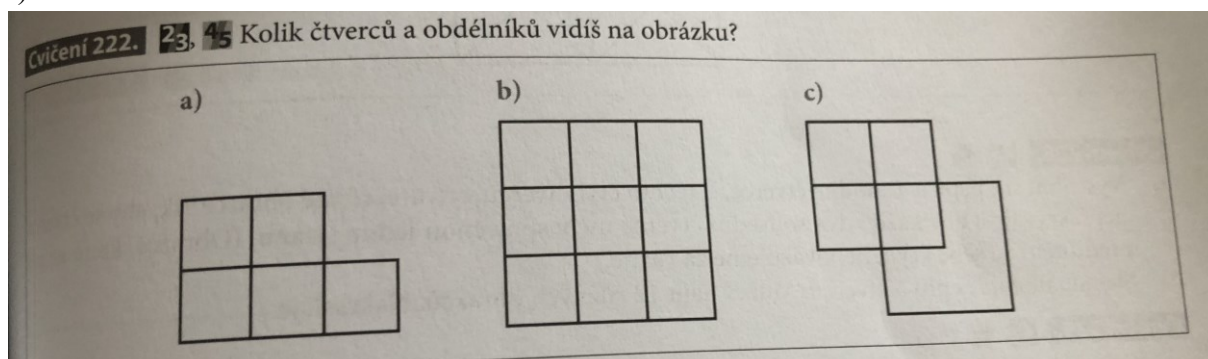 Cvičení 222. 23, 45 Kolik čtverců a obdélníků vidíš na obrázku?
a) b) c)